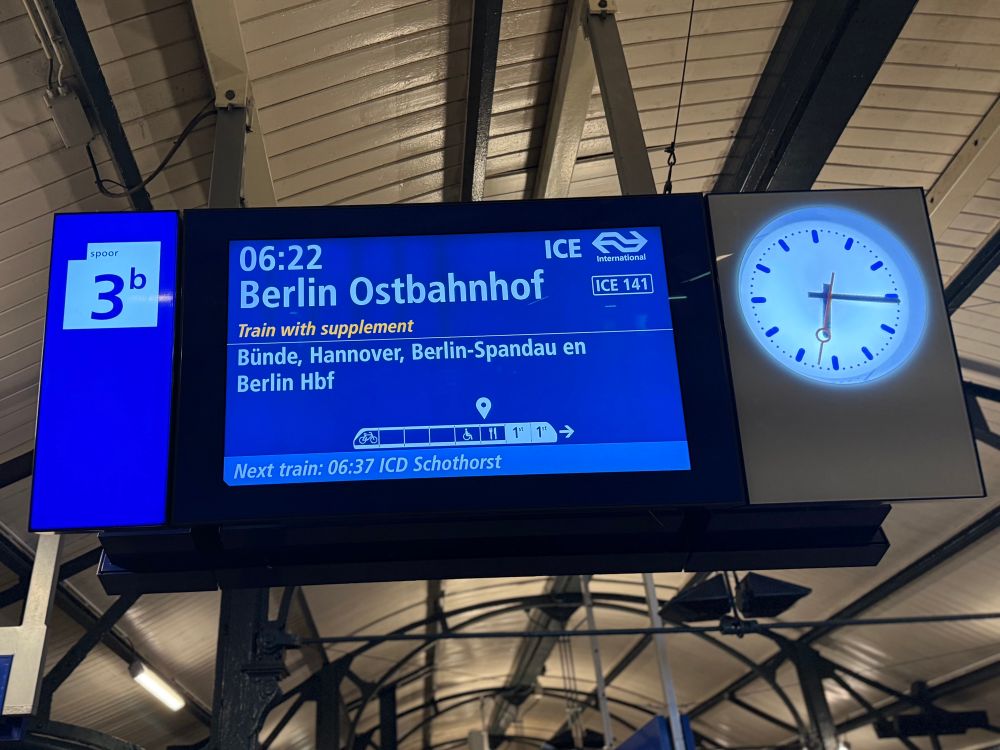 spoor
3b
06:22
ICE
International
Berlin Ostbahnhof
ICE 141
Train with supplement
Bünde, Hannover, Berlin-Spandau en
Berlin Hbf
1st 1st
Next train: 06:37 ICD Schothorst